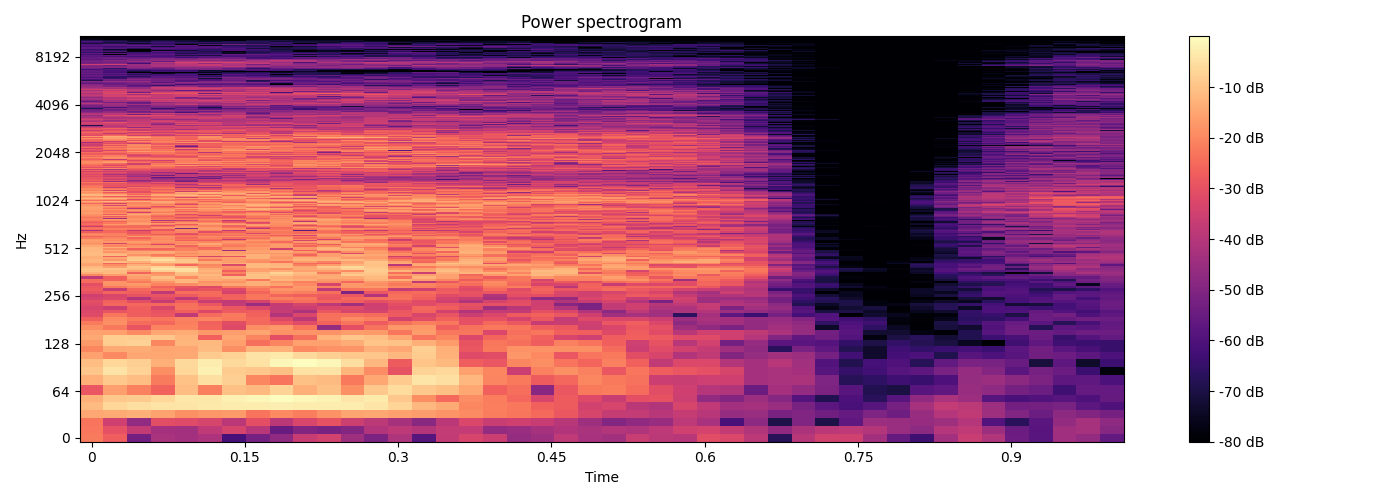 Power spectrogram
Hz
8192
4096
2048
1024
512
256
128
64
0
0 0.15 0.3 0.45 0.6 0.75 0.9
Time
-10 dB
-20 dB
-30 dB
-40 dB
-50 dB
-60 dB
-70 dB
-80 dB